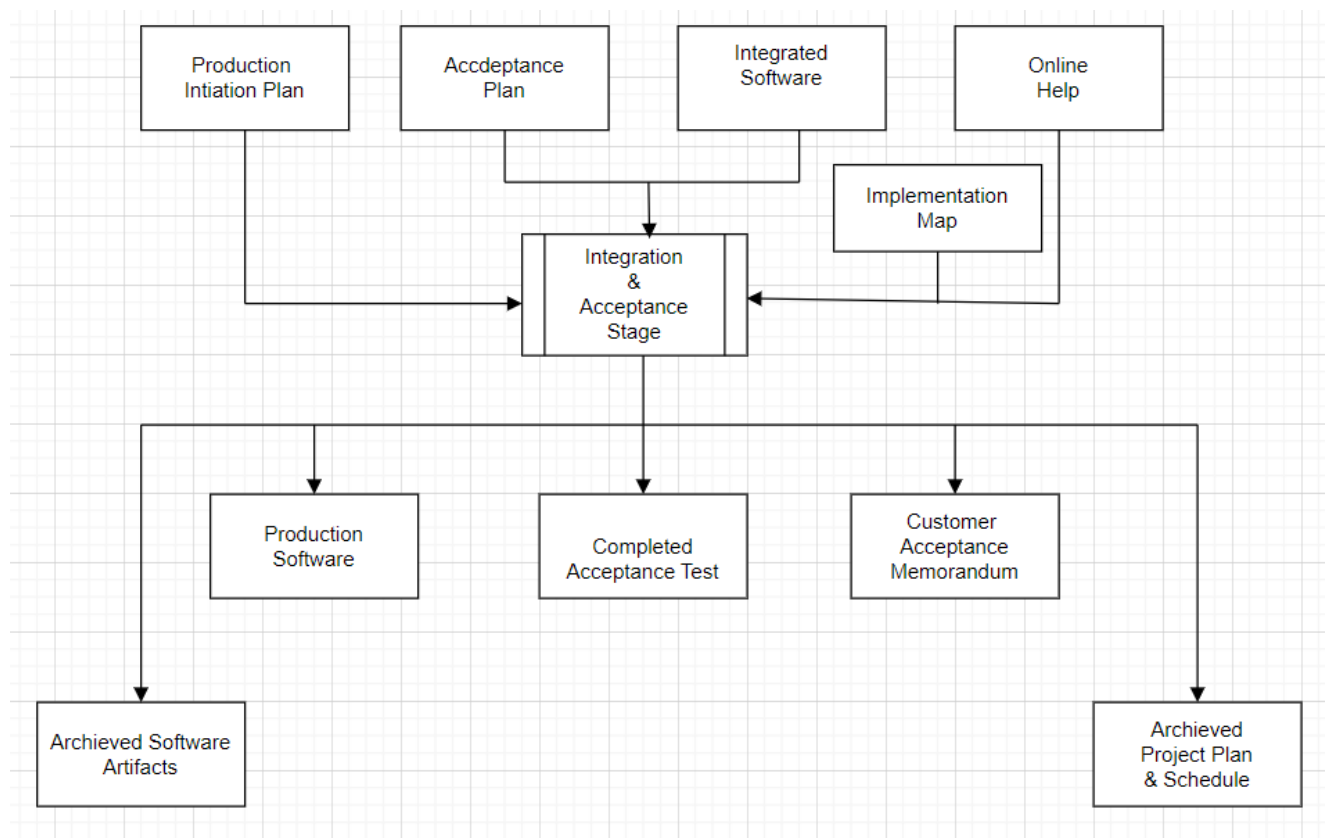 Production
Intiation Plan
Accdeptance
Plan
Integrated
Software
Online
Help
Implementation
Map
Integration
&
Acceptance
Stage
Production
Software
Completed
Acceptance Test
Customer
Acceptance
Memorandum
Archieved Software
Artifacts
Archieved
Project Plan
& Schedule